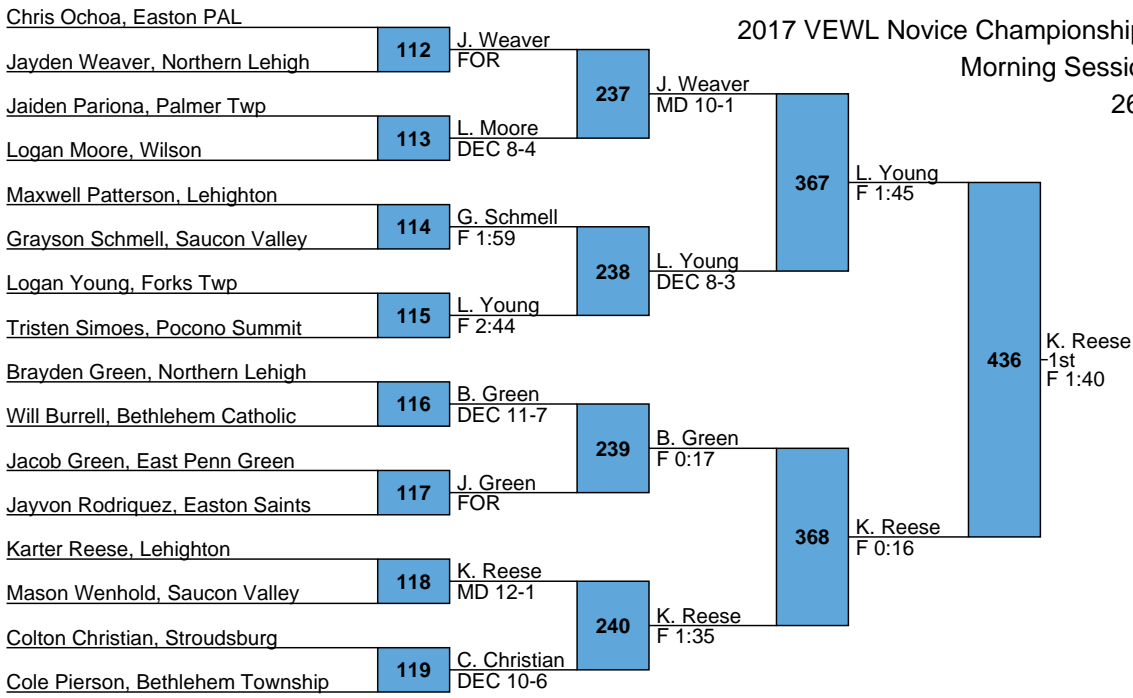 2017 VEWL Novice Championship
Morning Sessio
26
Chris Ochoa, Easton PAL
112
Jayden Weaver, Northern Lehigh
J. Weaver
FOR
Jaiden Pariona, Palmer Twp
113
Logan Moore, Wilson
L. Moore
DEC 8-4
237
J. Weaver
MD 10-1
Maxwell Patterson, Lehighton
114
Grayson Schmell, Saucon Valley
G. Schmell
F 1:59
Logan Young, Forks Twp
115
Tristen Simoes, Pocono Summit
L. Young
F 2:44
238
L. Young
DEC 8-3
367
L. Young
F 1:45
Brayden Green, Northern Lehigh
116
Will Burrell, Bethlehem Catholic
B. Green
DEC 11-7
Jacob Green, East Penn Green
117
Jayvon Rodriquez, Easton Saints
J. Green
FOR
239
B. Green
F 0:17
Karter Reese, Lehighton
118
Mason Wenhold, Saucon Valley
K. Reese
MD 12-1
Colton Christian, Stroudsburg
119
Cole Pierson, Bethlehem Township
C. Christian
DEC 10-6
240
K. Reese
F 1:35
368
K. Reese
F 0:16
436
K. Reese
1st
F 1:40